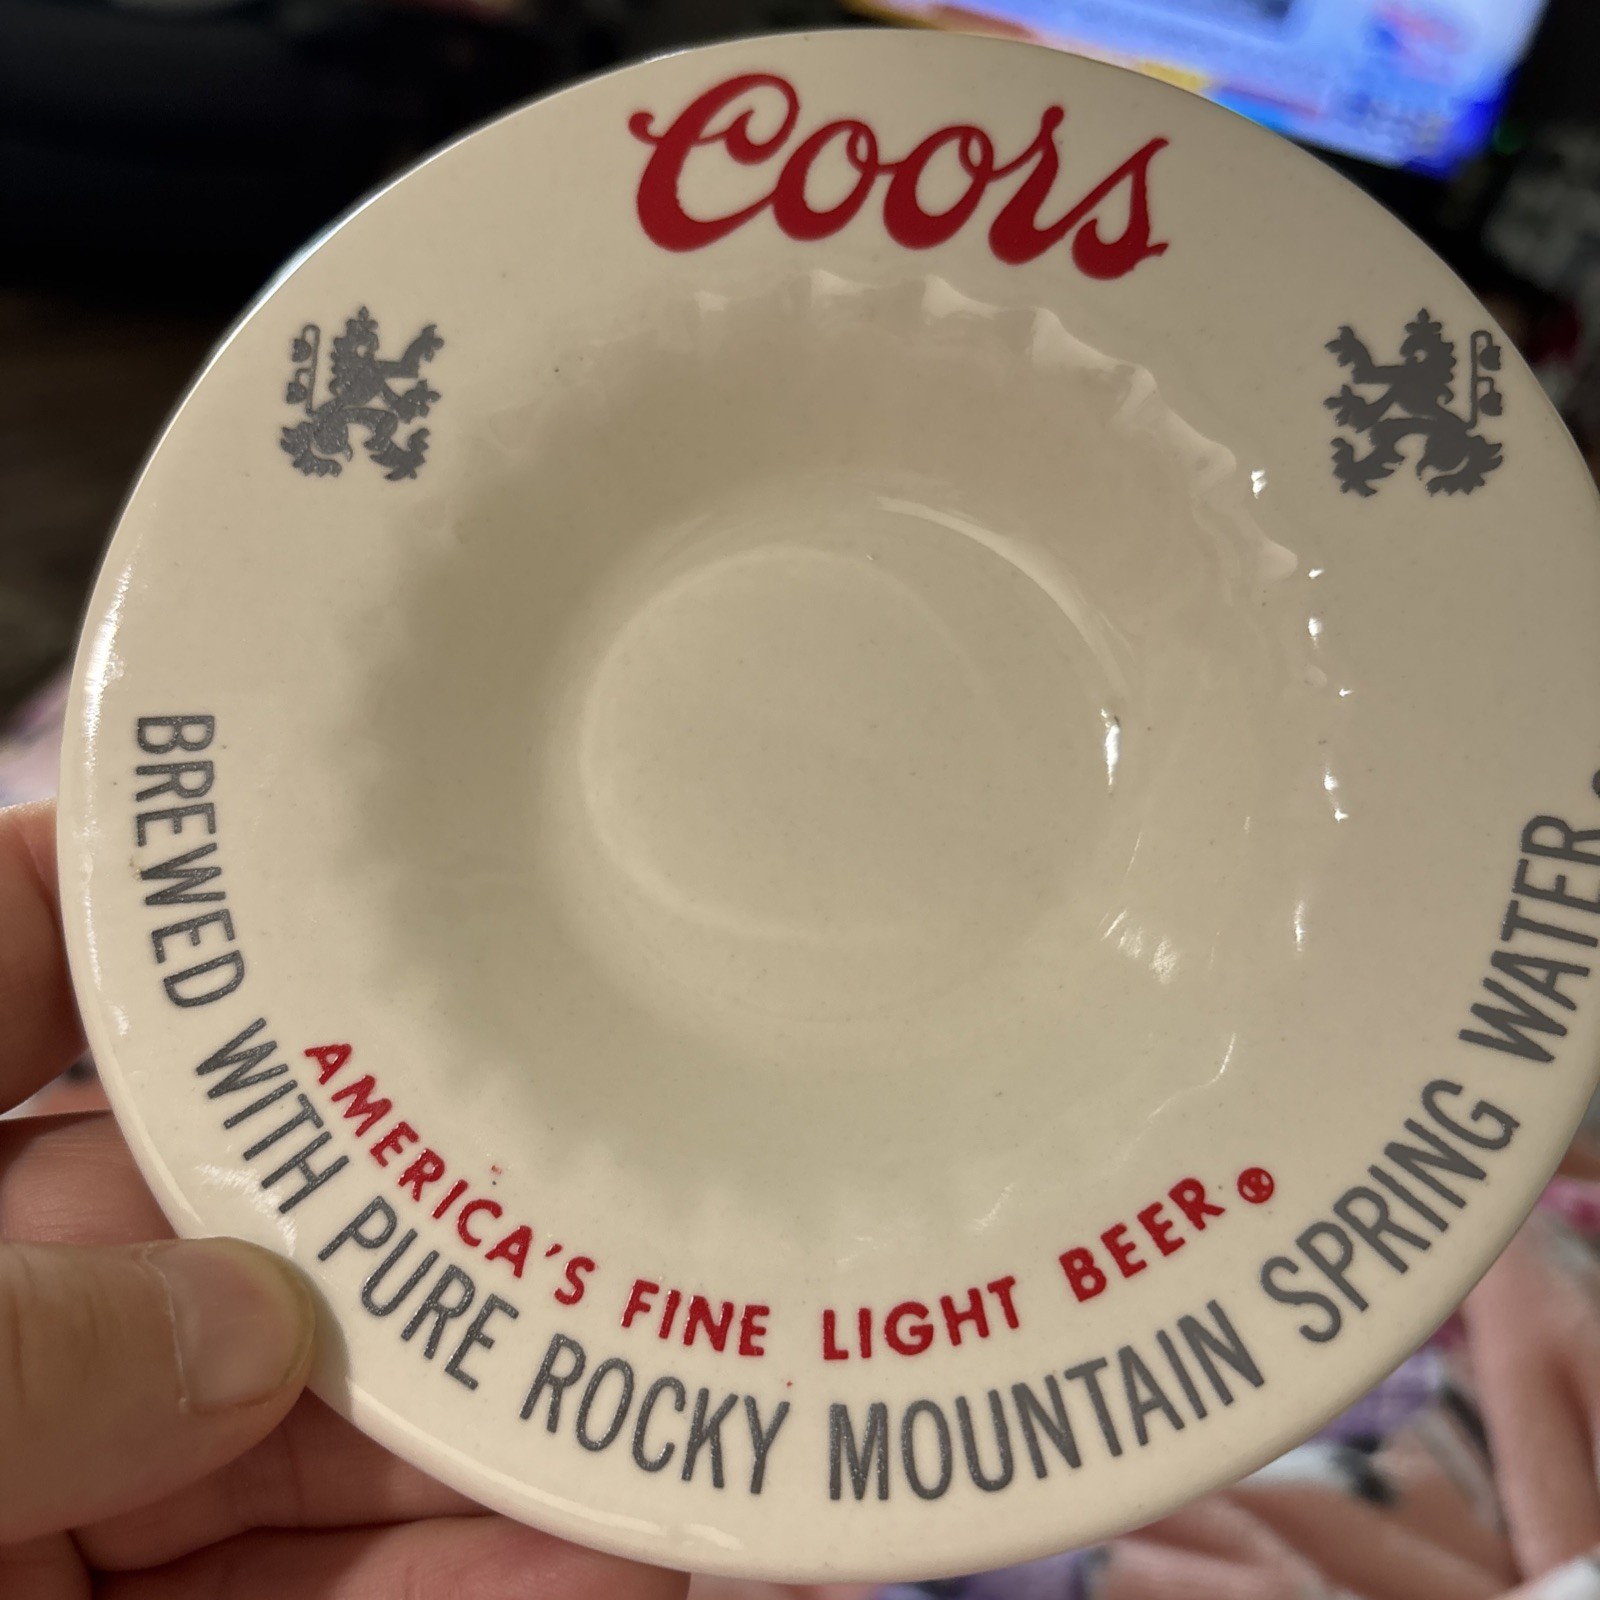 Coors
AMERICA'S FINE LIGHT BEER®
BREWED WITH PURE ROCKY MOUNTAIN SPRING WATER